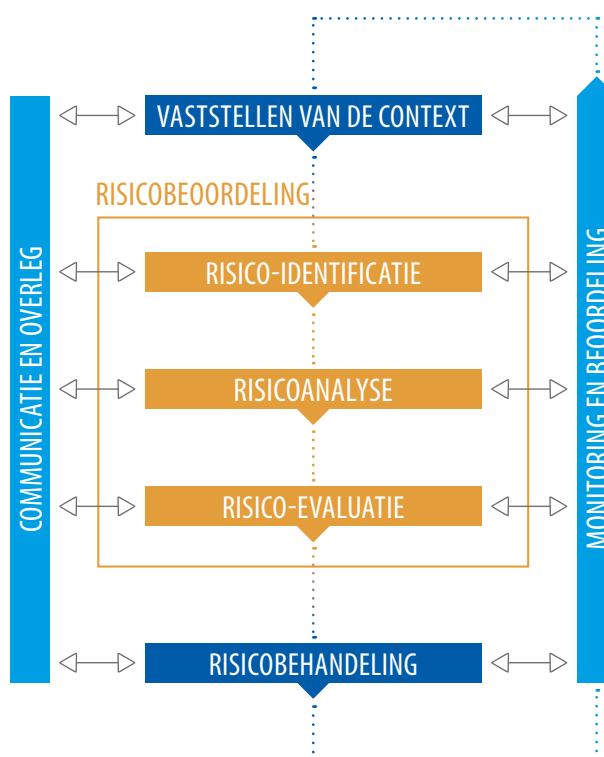 VASTSTELLEN VAN DE CONTEXT
RISICOBEOORDELING
RISICO-IDENTIFICATIE
RISICOANALYSE
RISICO-EVALUATIE
RISICOBEHANDELING
COMMUNICATIE EN OVERLEG
MONITORING EN BEOORDELING